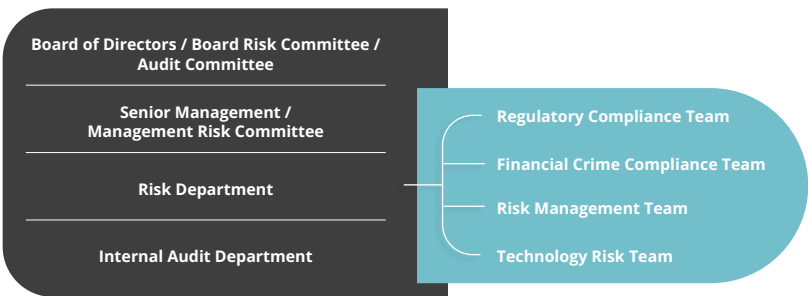 Board of Directors / Board Risk Committee /
Audit Committee
Senior Management /
Management Risk Committee
Risk Department
Internal Audit Department
Regulatory Compliance Team
Financial Crime Compliance Team
Risk Management Team
Technology Risk Team